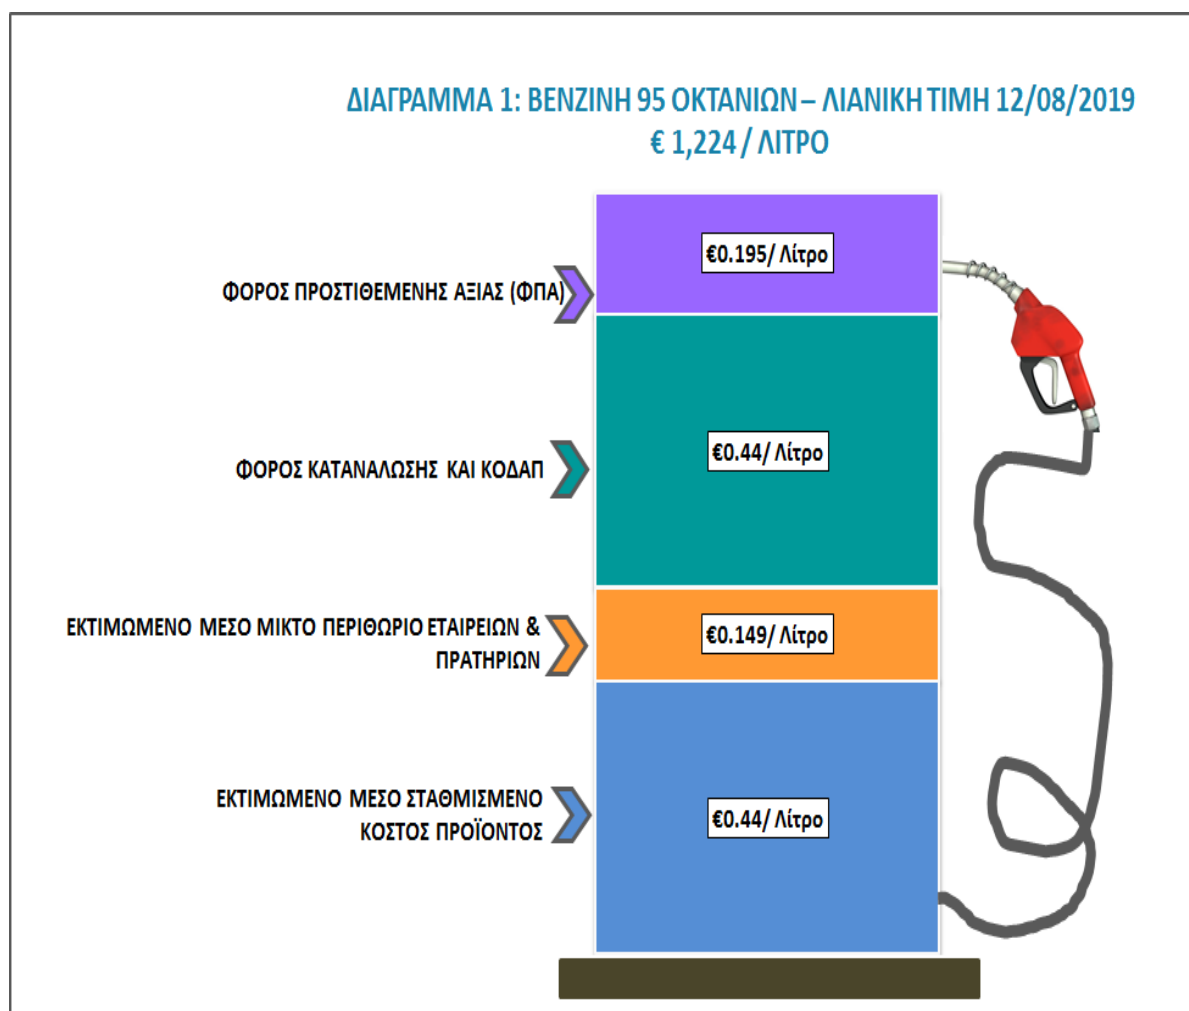 ΔΙΑΓΡΑΜΜΑ 1: ΒΕΝΖΙΝΗ 95 ΟΚΤΑΝΙΩΝ – ΛΙΑΝΙΚΗ ΤΙΜΗ 12/08/2019
€ 1,224 / ΛΙΤΡΟ
€0.195/ Λίτρο
ΦΟΡΟΣ ΠΡΟΣΤΙΘΕΜΕΝΗΣ ΑΞΙΑΣ (ΦΠΑ)
€0.44/ Λίτρο
ΦΟΡΟΣ ΚΑΤΑΝΑΛΩΣΗΣ ΚΑΙ ΚΟΔΑΠ
ΕΚΤΙΜΩΜΕΝΟ ΜΕΣΟ ΜΙΚΤΟ ΠΕΡΙΘΩΡΙΟ ΕΤΑΙΡΕΙΩΝ &
ΠΡΑΤΗΡΙΩΝ
€0.149/ Λίτρο
ΕΚΤΙΜΩΜΕΝΟ ΜΕΣΟ ΣΤΑΘΜΙΣΜΕΝΟ
ΚΟΣΤΟΣ ΠΡΟΪΟΝΤΟΣ
€0.44/ Λίτρο